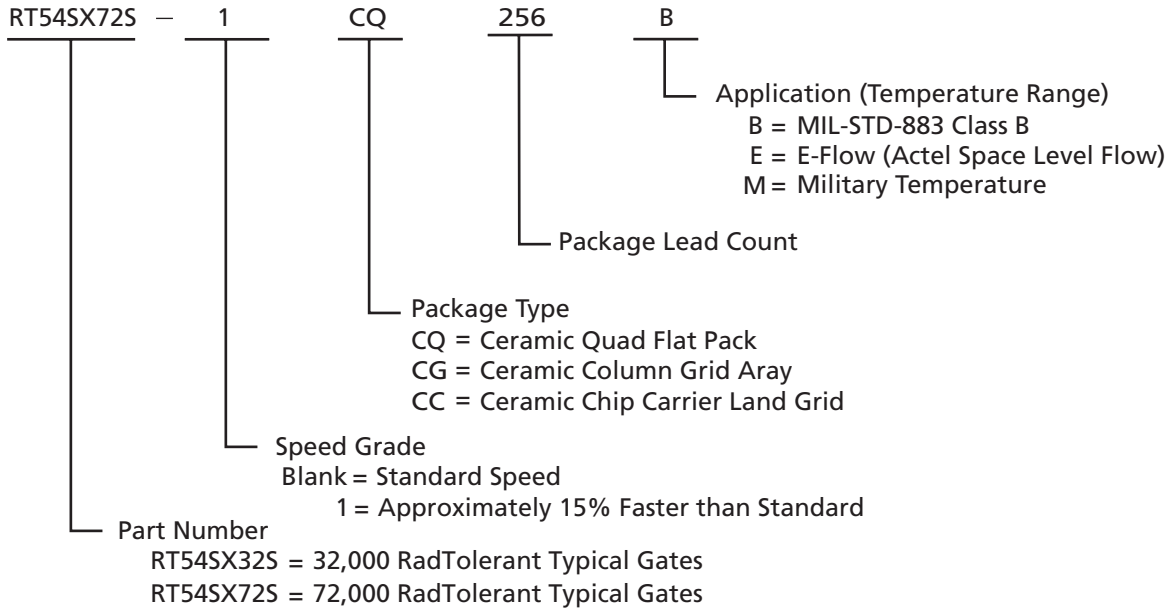 RT54SX72S – 1 CQ 256 B
Application (Temperature Range)
B = MIL-STD-883 Class B
E = E-Flow (Actel Space Level Flow)
M = Military Temperature
Package Lead Count
Package Type
CQ = Ceramic Quad Flat Pack
CG = Ceramic Column Grid Aray
CC = Ceramic Chip Carrier Land Grid
Speed Grade
Blank = Standard Speed
1 = Approximately 15% Faster than Standard
Part Number
RT54SX32S = 32,000 RadTolerant Typical Gates
RT54SX72S = 72,000 RadTolerant Typical Gates